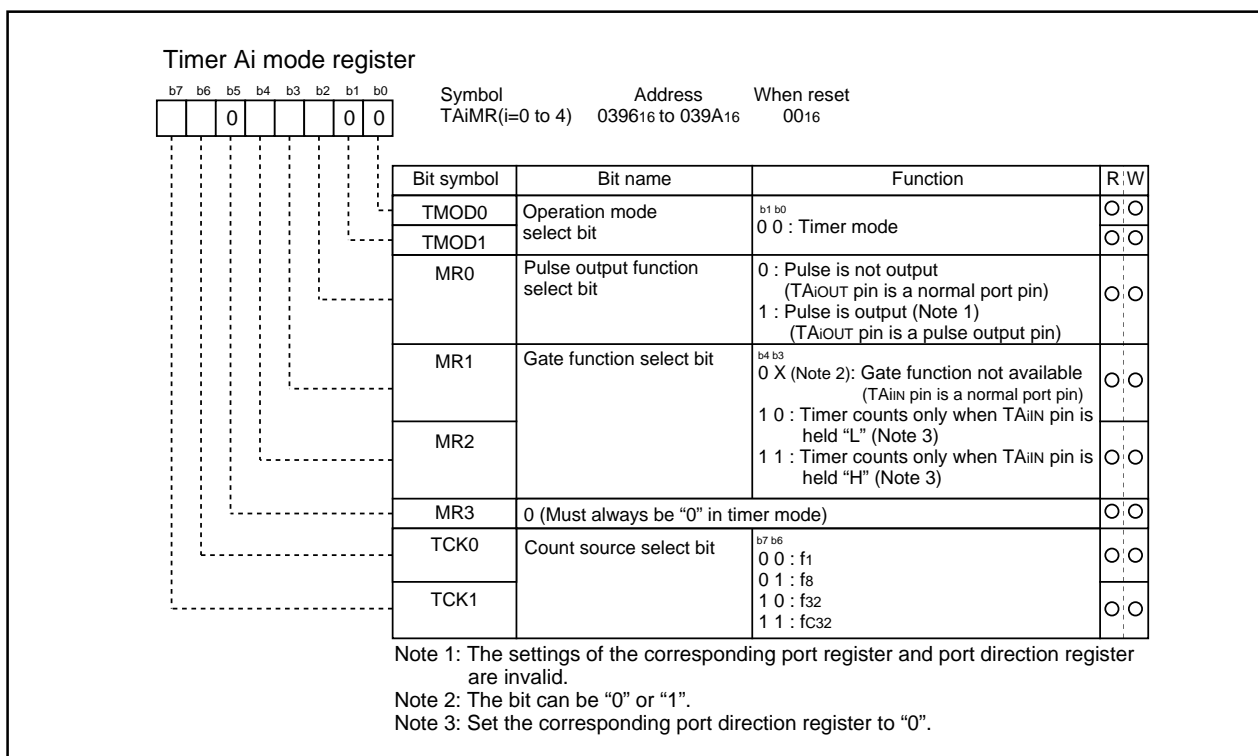 Timer Ai mode register
b7 b6 b5 b4 b3 b2 b1 b0
0 0 0
Symbol Address When reset
TAiMR(i=0 to 4) 039616 to 039A16 0016
Bit symbol Bit name Function R W
TMOD0 Operation mode select bit
b1 b0
0 0 : Timer mode
TMOD1
MR0 Pulse output function select bit
0 : Pulse is not output
(TAiOUT pin is a normal port pin)
1 : Pulse is output (Note 1)
(TAiOUT pin is a pulse output pin)
MR1 Gate function select bit
b4 b3
0 X (Note 2): Gate function not available
(TAiIN pin is a normal port pin)
1 0 : Timer counts only when TAiIN pin is
held “L” (Note 3)
1 1 : Timer counts only when TAiIN pin is
held “H” (Note 3)
MR2
MR3 0 (Must always be “0” in timer mode)
TCK0 Count source select bit
b7 b6
0 0 : f1
0 1 : f8
1 0 : f32
1 1 : fC32
TCK1
Note 1: The settings of the corresponding port register and port direction register
are invalid.
Note 2: The bit can be “0” or “1”.
Note 3: Set the corresponding port direction register to “0”.